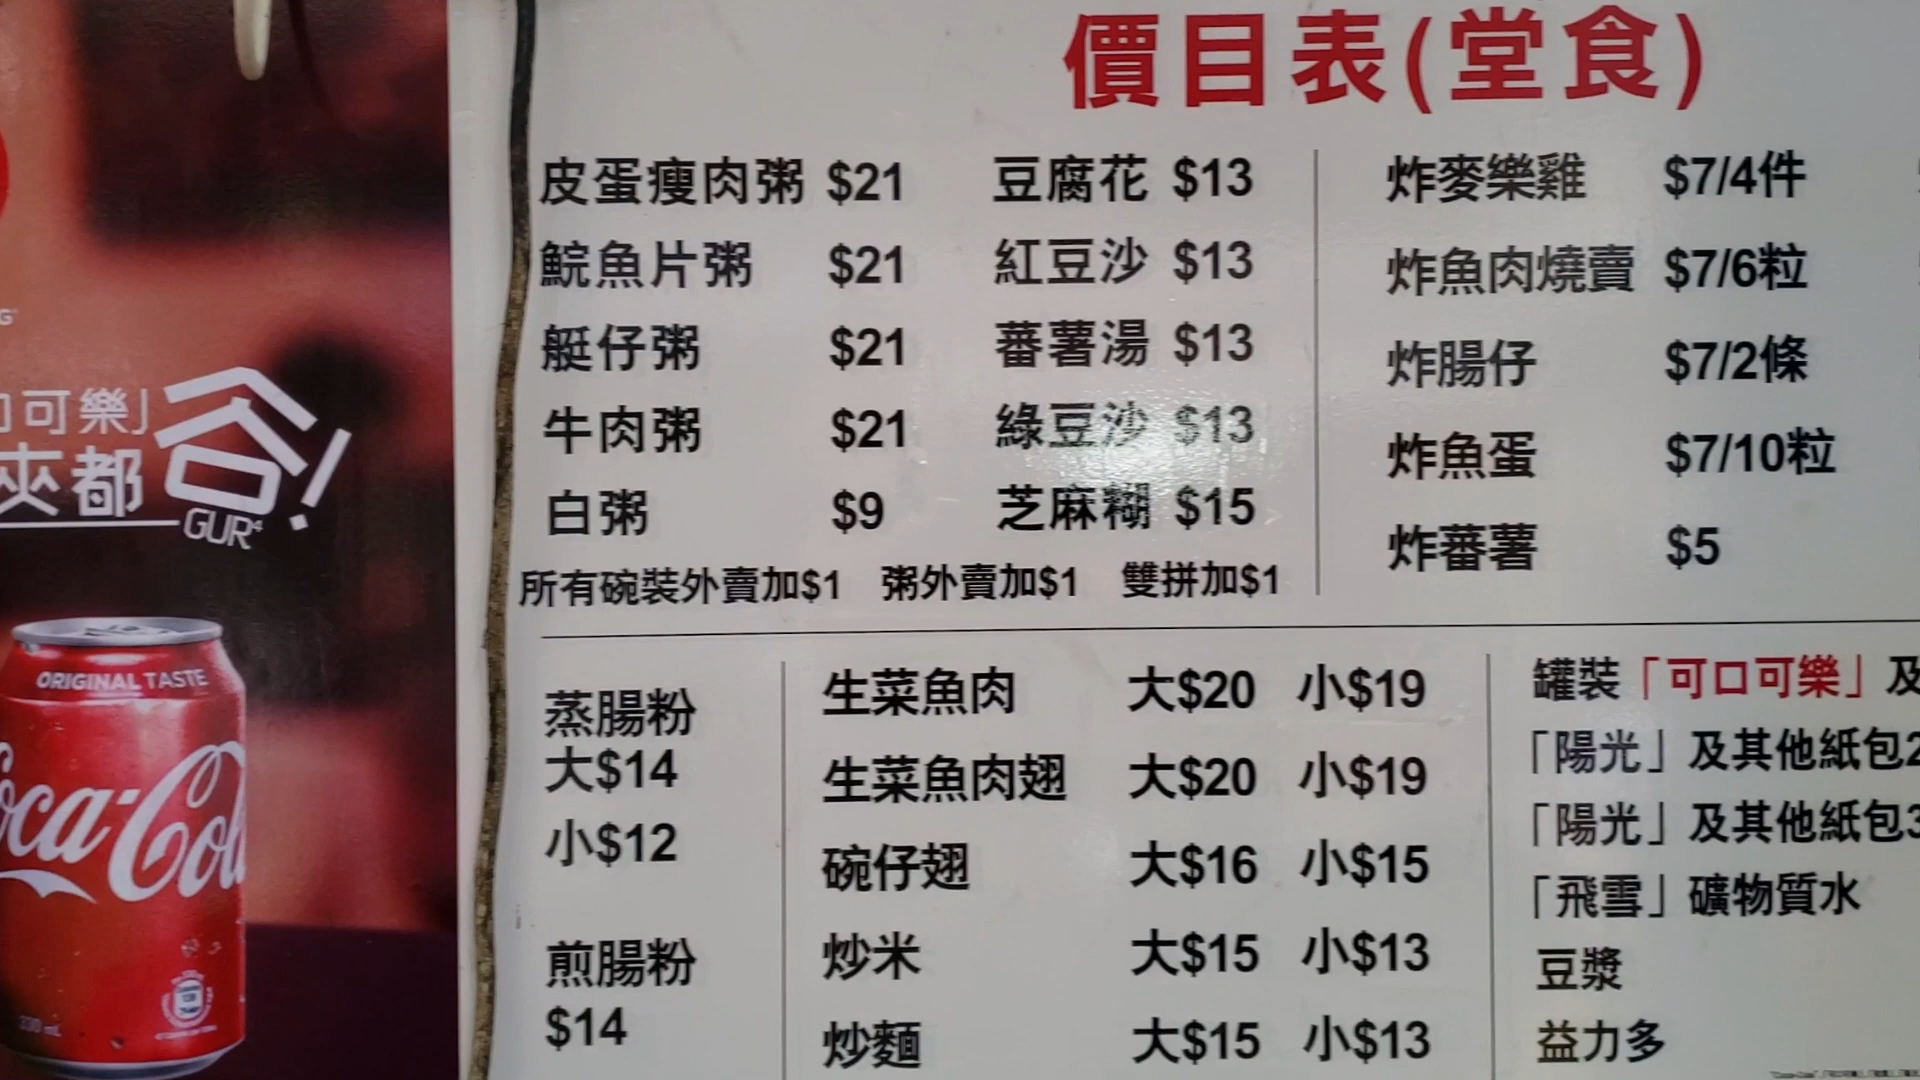 價目表(堂食)
皮蛋瘦肉粥 $21 豆腐花 $13 炸麥樂雞 $7/4件
鯇魚片粥 $21 紅豆沙 $13 炸魚肉燒賣 $7/6粒
艇仔粥 $21 蕃薯湯 $13 炸腸仔 $7/2條
牛肉粥 $21 綠豆沙 $13 炸魚蛋 $7/10粒
白粥 $9 芝麻糊 $15 炸蕃薯 $5
所有碗裝外賣加$1 粥外賣加$1 雙拼加$1
蒸腸粉
大$14
小$12
煎腸粉
$14
生菜魚肉 大$20 小$19
生菜魚肉翅 大$20 小$19
碗仔翅 大$16 小$15
炒米 大$15 小$13
炒麵 大$15 小$13
罐裝「可口可樂」及
「陽光」及其他紙包2
「陽光」及其他紙包3
「飛雪」礦物質水
豆漿
益力多
可樂」
夾都
谷!
GUR⁴
ORIGINAL TASTE
Coca-Col
330 mL